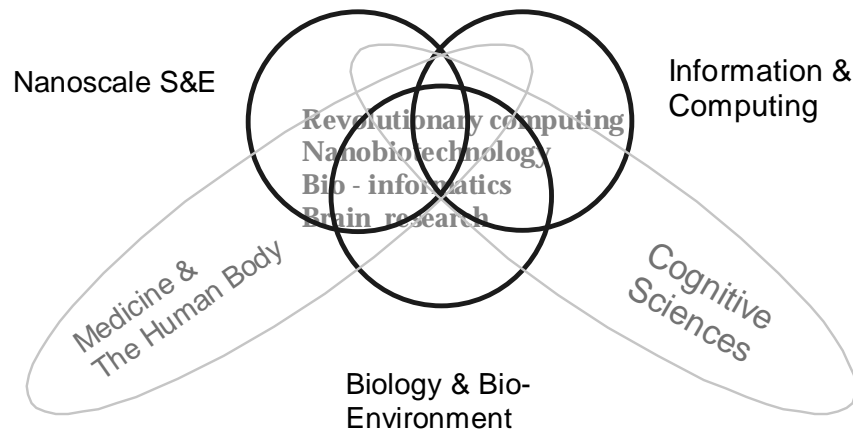 Nanoscale S&E
Information &
Computing
Revolutionary computing
Nanobiotechnology
Bio - informatics
Brain research
Medicine &
The Human Body
Cognitive
Sciences
Biology & Bio-
Environment